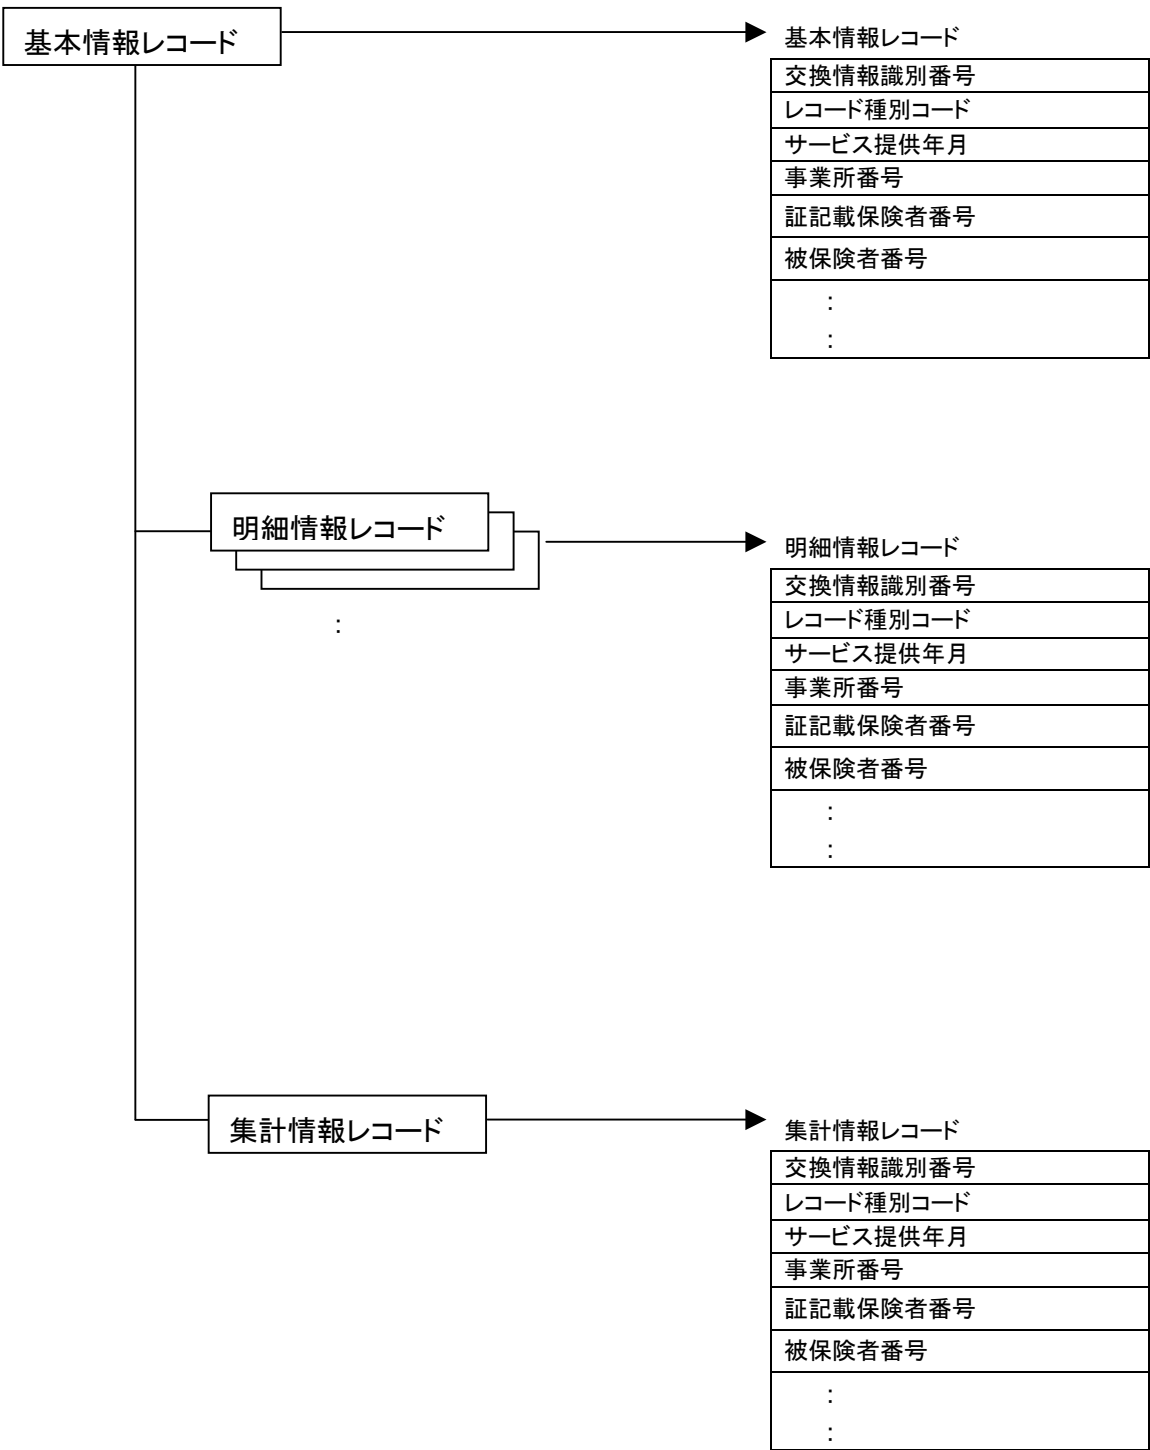 基本情報レコード
基本情報レコード
交換情報識別番号
レコード種別コード
サービス提供年月
事業所番号
証記載保険者番号
被保険者番号
：
：
明細情報レコード
：
明細情報レコード
交換情報識別番号
レコード種別コード
サービス提供年月
事業所番号
証記載保険者番号
被保険者番号
：
：
集計情報レコード
集計情報レコード
交換情報識別番号
レコード種別コード
サービス提供年月
事業所番号
証記載保険者番号
被保険者番号
：
：